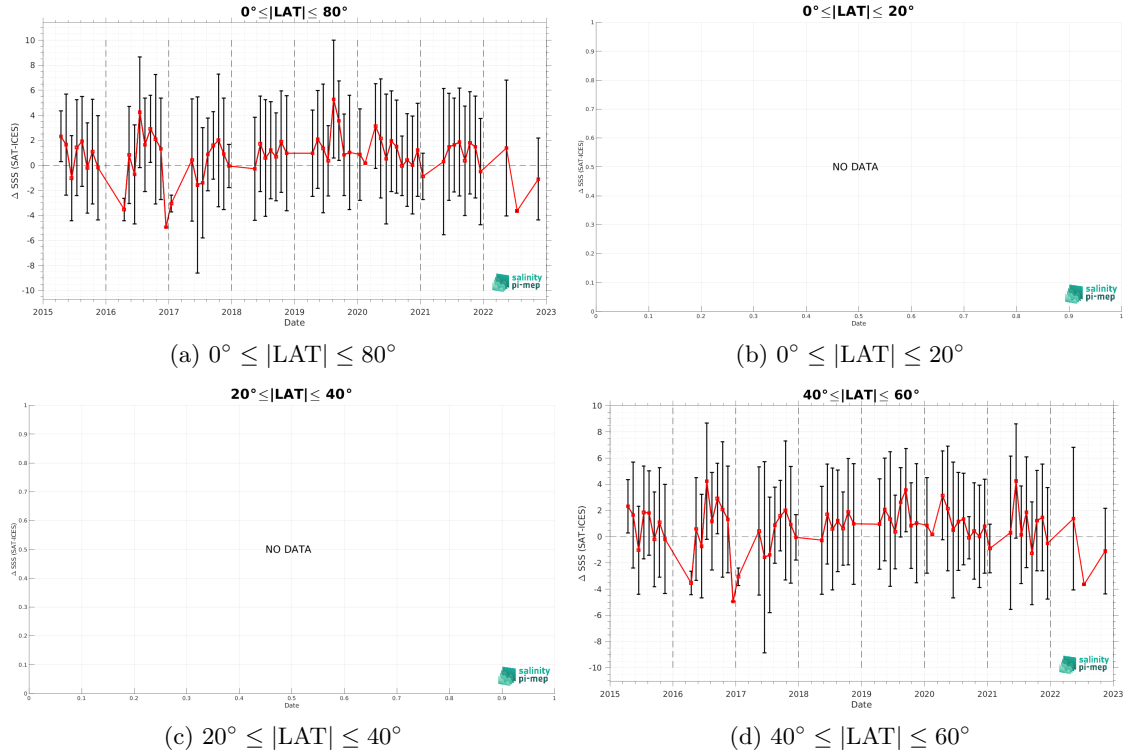 0°≤|LAT|≤ 80°
Δ SSS (SAT-ICES)
10
8
6
4
2
0
-2
-4
-6
-8
-10
2015 2016 2017 2018 2019 2020 2021 2022 2023
Date
salinity
pi-mep
(a) 0° ≤ |LAT| ≤ 80°
0°≤|LAT|≤ 20°
Δ SSS (SAT-ICES)
1
0.9
0.8
0.7
0.6
0.5
0.4
0.3
0.2
0.1
0
NO DATA
0 0.1 0.2 0.3 0.4 0.5 0.6 0.7 0.8 0.9 1
Date
salinity
pi-mep
(b) 0° ≤ |LAT| ≤ 20°
20°≤|LAT|≤ 40°
Δ SSS (SAT-ICES)
1
0.9
0.8
0.7
0.6
0.5
0.4
0.3
0.2
0.1
0
NO DATA
0 0.1 0.2 0.3 0.4 0.5 0.6 0.7 0.8 0.9 1
Date
salinity
pi-mep
(c) 20° ≤ |LAT| ≤ 40°
40°≤|LAT|≤ 60°
Δ SSS (SAT-ICES)
10
8
6
4
2
0
-2
-4
-6
-8
-10
2015 2016 2017 2018 2019 2020 2021 2022 2023
Date
salinity
pi-mep
(d) 40° ≤ |LAT| ≤ 60°